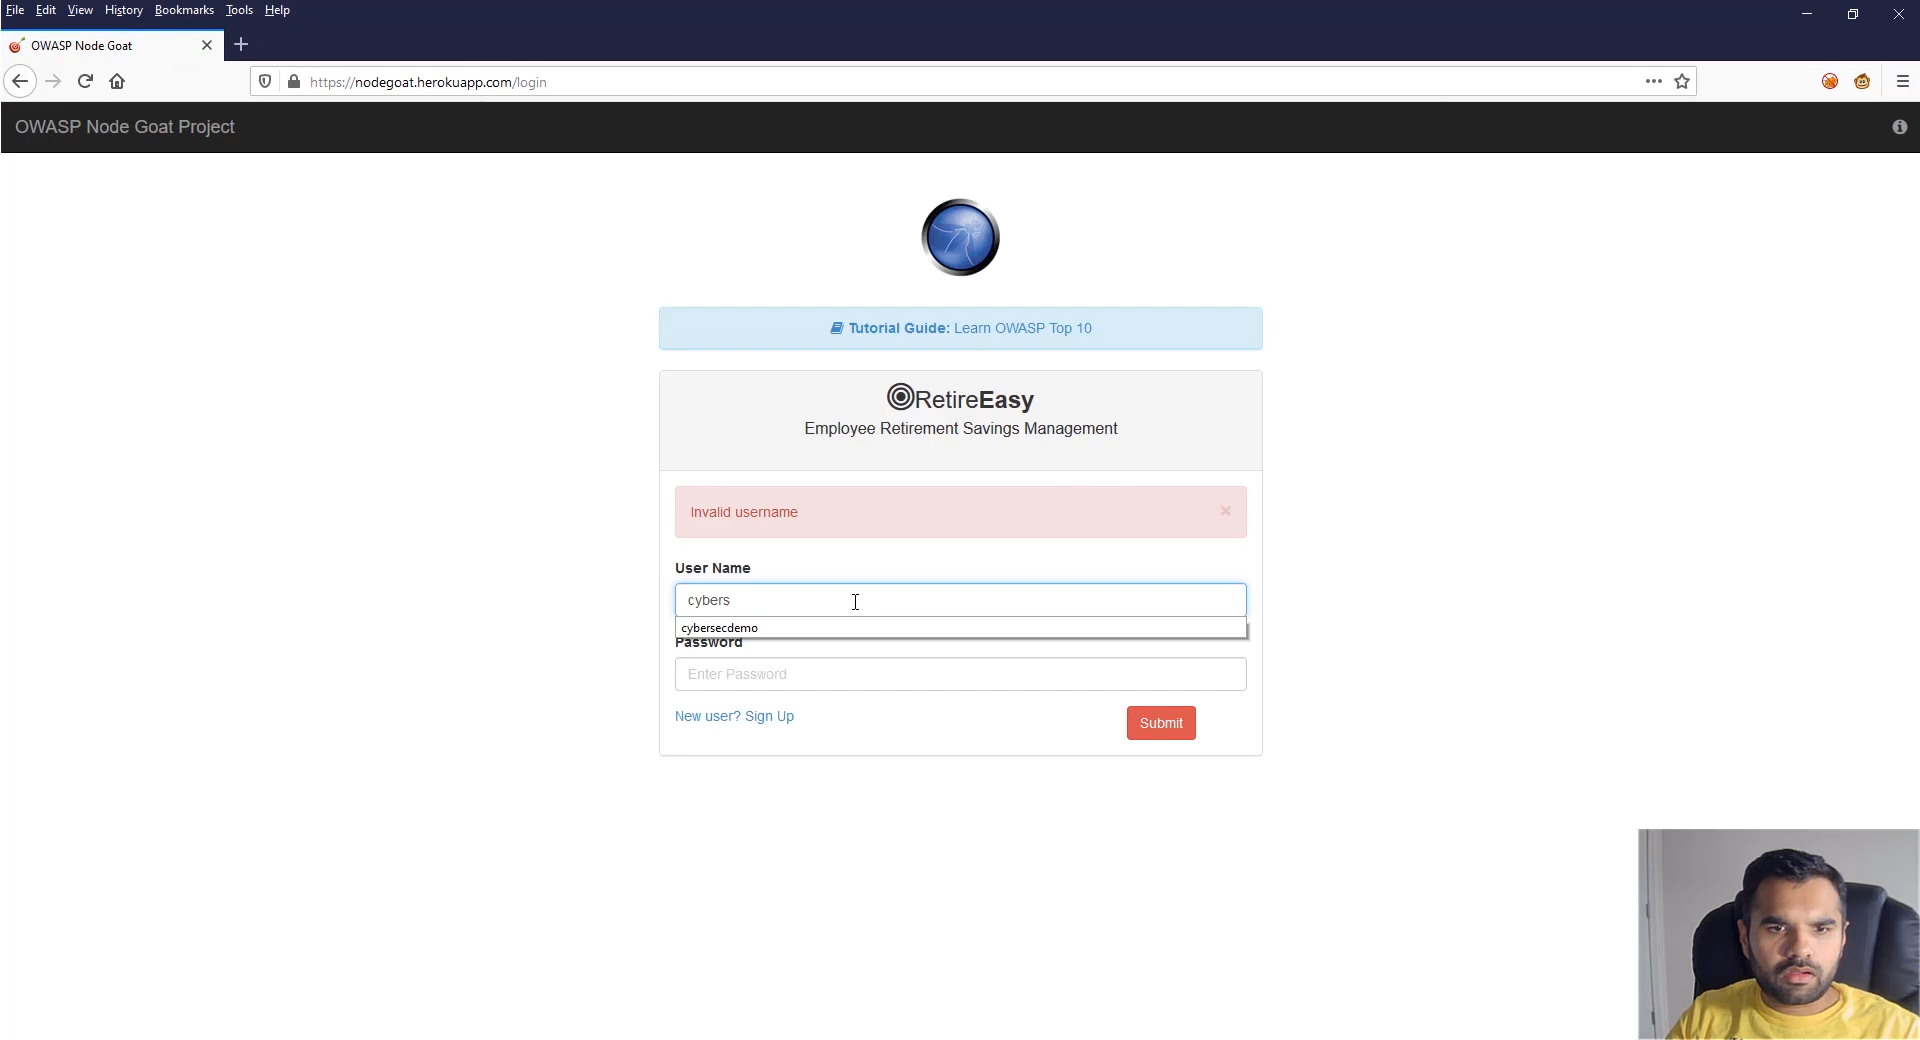 File Edit View History Bookmarks Tools Help
OWASP Node Goat
https://nodegoat.herokuapp.com/login
OWASP Node Goat Project
Tutorial Guide: Learn OWASP Top 10
RetireEasy
Employee Retirement Savings Management
Invalid username
User Name
cybers
cybersecdemo
Password
Enter Password
New user? Sign Up
Submit